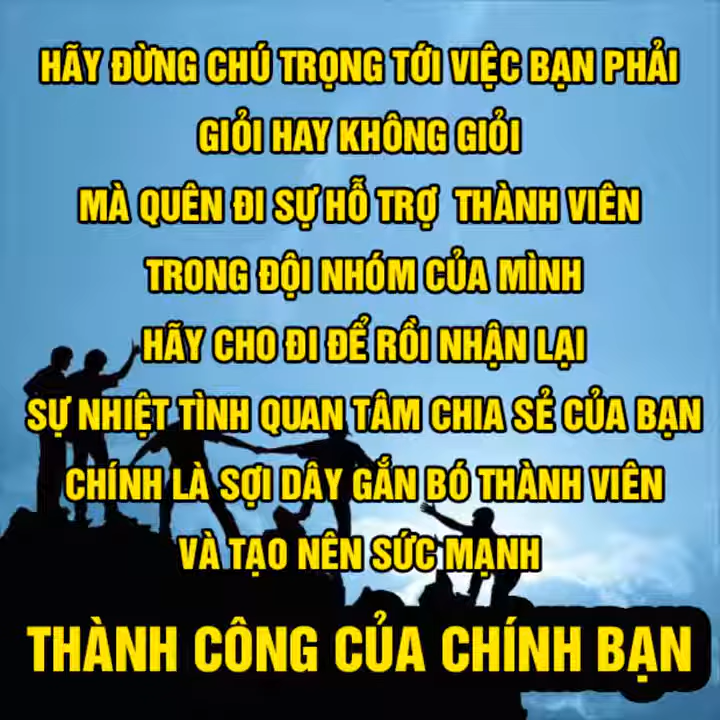 HÃY ĐỪNG CHÚ TRỌNG TỚI VIỆC BẠN PHẢI
GIỎI HAY KHÔNG GIỎI
MÀ QUÊN ĐI SỰ HỖ TRỢ THÀNH VIÊN
TRONG ĐỘI NHÓM CỦA MÌNH
HÃY CHO ĐI ĐỂ RỒI NHẬN LẠI
SỰ NHIỆT TÌNH QUAN TÂM CHIA SẺ CỦA BẠN
CHÍNH LÀ SỢI DÂY GẮN BÓ THÀNH VIÊN
VÀ TẠO NÊN SỨC MẠNH
THÀNH CÔNG CỦA CHÍNH BẠN